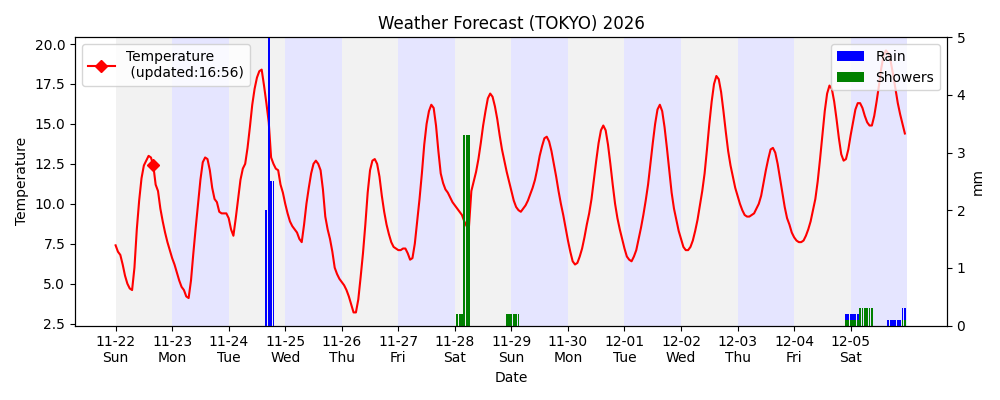 Weather Forecast (TOKYO) 2026
Temperature
(updated:16:56)
Rain
Showers
20.0
17.5
15.0
12.5
10.0
7.5
5.0
2.5
Temperature
5
4
3
2
1
0
mm
11-22 11-23 11-24 11-25 11-26 11-27 11-28 11-29 11-30 12-01 12-02 12-03 12-04 12-05
Sun Mon Tue Wed Thu Fri Sat Sun Mon Tue Wed Thu Fri Sat
Date